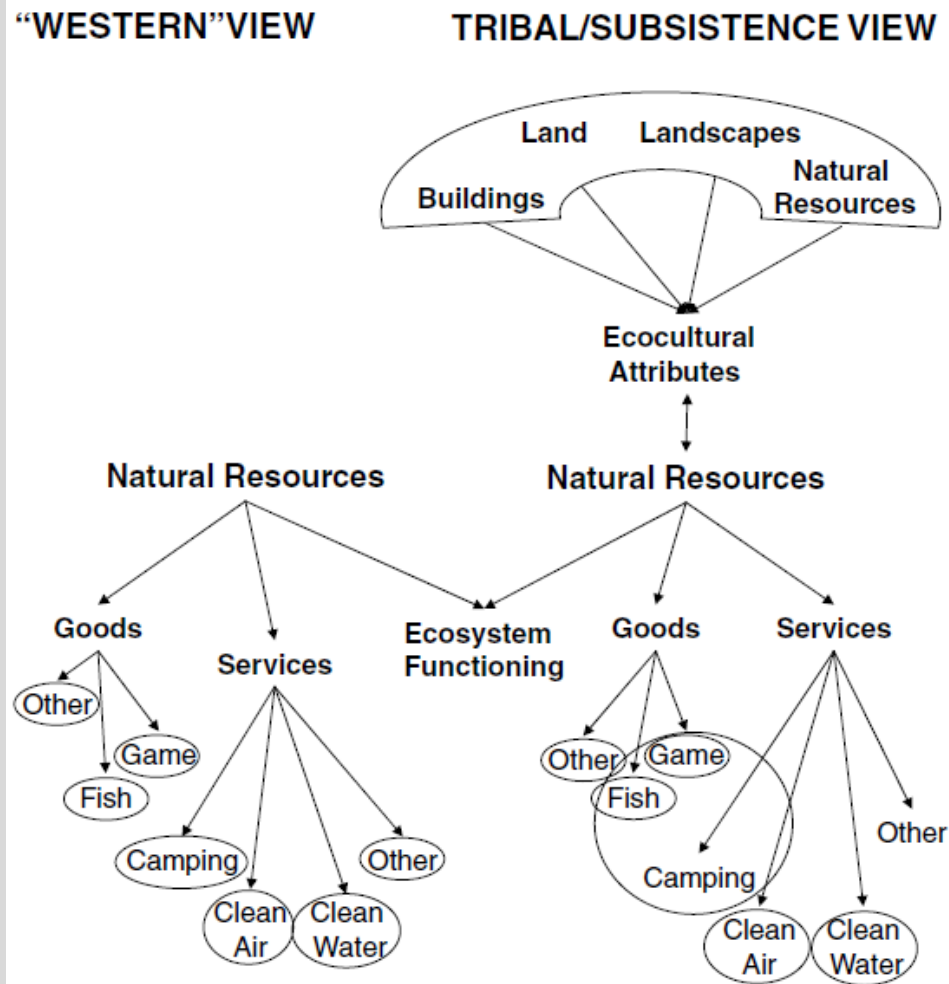 “WESTERN”VIEW
TRIBAL/SUBSISTENCE VIEW
Land
Landscapes
Buildings
Natural
Resources
Ecocultural
Attributes
Natural Resources
Natural Resources
Goods
Services
Ecosystem
Functioning
Goods
Services
Other
Game
Fish
Camping
Other
Clean
Air
Clean
Water
Other
Game
Fish
Camping
Other
Clean
Air
Clean
Water